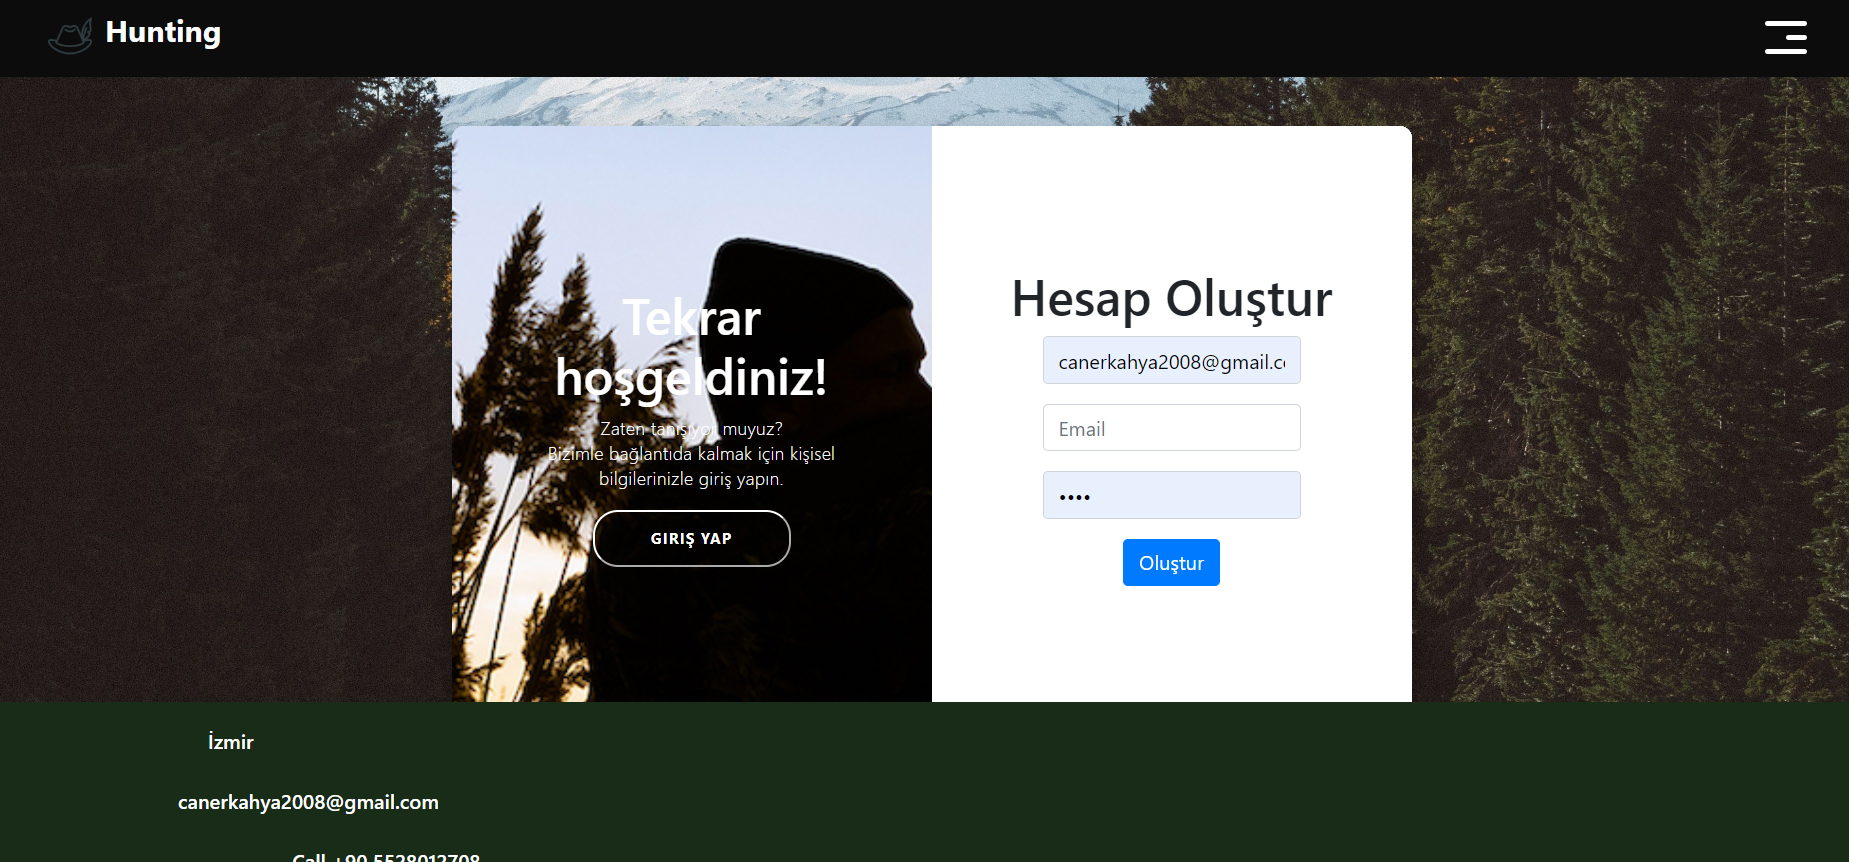 Hunting
Tekrar
hoşgeldiniz!
Zaten tanışıyor muyuz?
Bizimle bağlantıda kalmak için kişisel
bilgilerinizle giriş yapın.
GIRIŞ YAP
Hesap Oluştur
canerkahya2008@gmail.co
Email
••••
Oluştur
İzmir
canerkahya2008@gmail.com
Call +90 5528012708